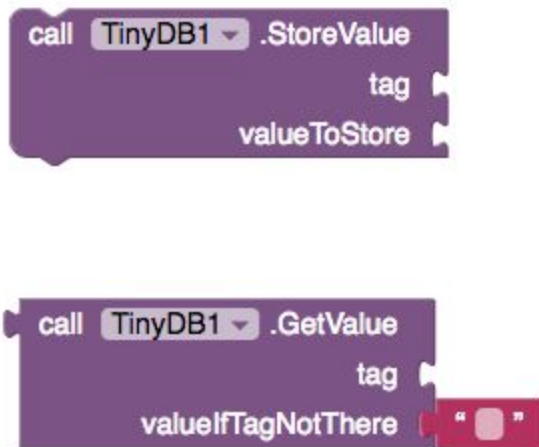 call TinyDB1 .StoreValue
tag
valueToStore
call TinyDB1 .GetValue
tag
valueIfTagNotThere “ ”